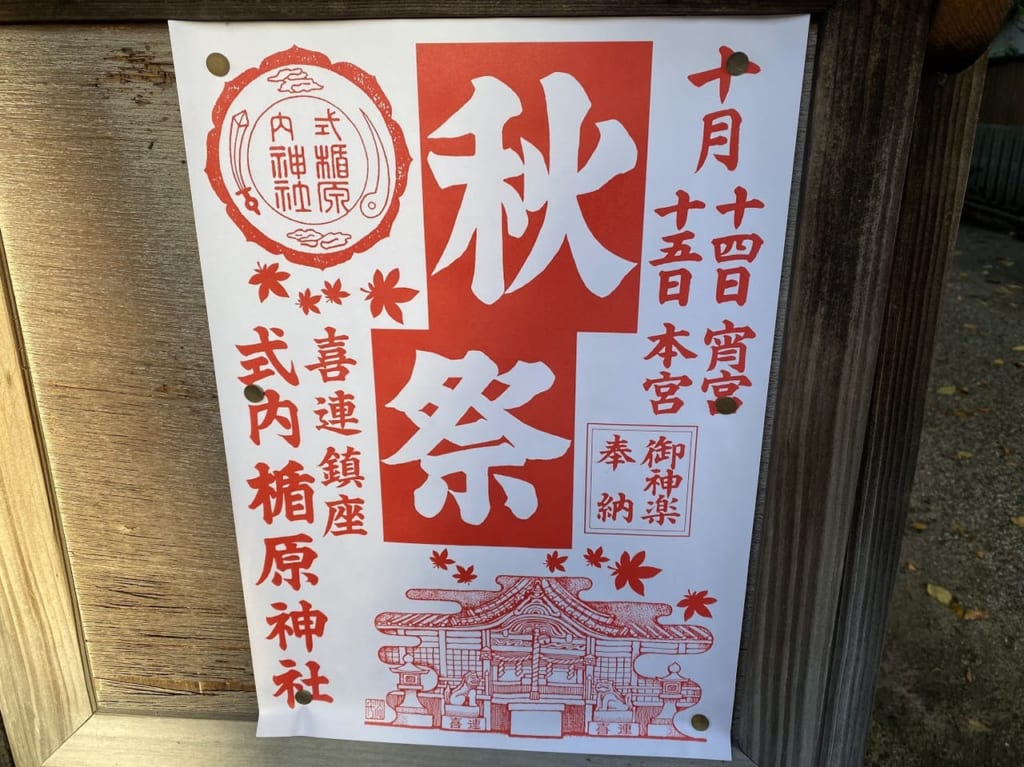 十月
十四日 宵宮
十五日 本宮
御神楽
奉納
秋
祭
式楯原
内神社
喜連鎮座
式内楯原神社
喜連
喜連